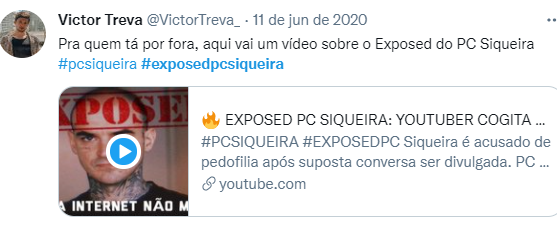 Victor Treva @VictorTreva_ · 11 de jun de 2020
Pra quem tá por fora, aqui vai um vídeo sobre o Exposed do PC Siqueira
#pcsiqueira #exposedpcsiqueira
EXPOSED
A INTERNET NÃO M
🔥 EXPOSED PC SIQUEIRA: YOUTUBER COGITA ...
#PCSIQUEIRA #EXPOSEDPC Siqueira é acusado de
pedofilia após suposta conversa ser divulgada. PC ...
youtube.com